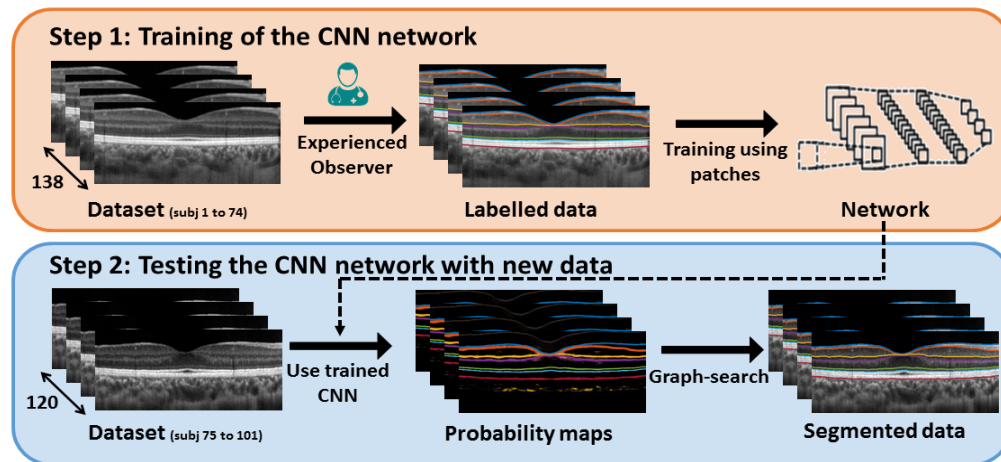 Step 1: Training of the CNN network
Experienced
Observer
Training using
patches
138
Dataset (subj 1 to 74)
Labelled data
Network
Step 2: Testing the CNN network with new data
Use trained
CNN
Graph-search
120
Dataset (subj 75 to 101)
Probability maps
Segmented data